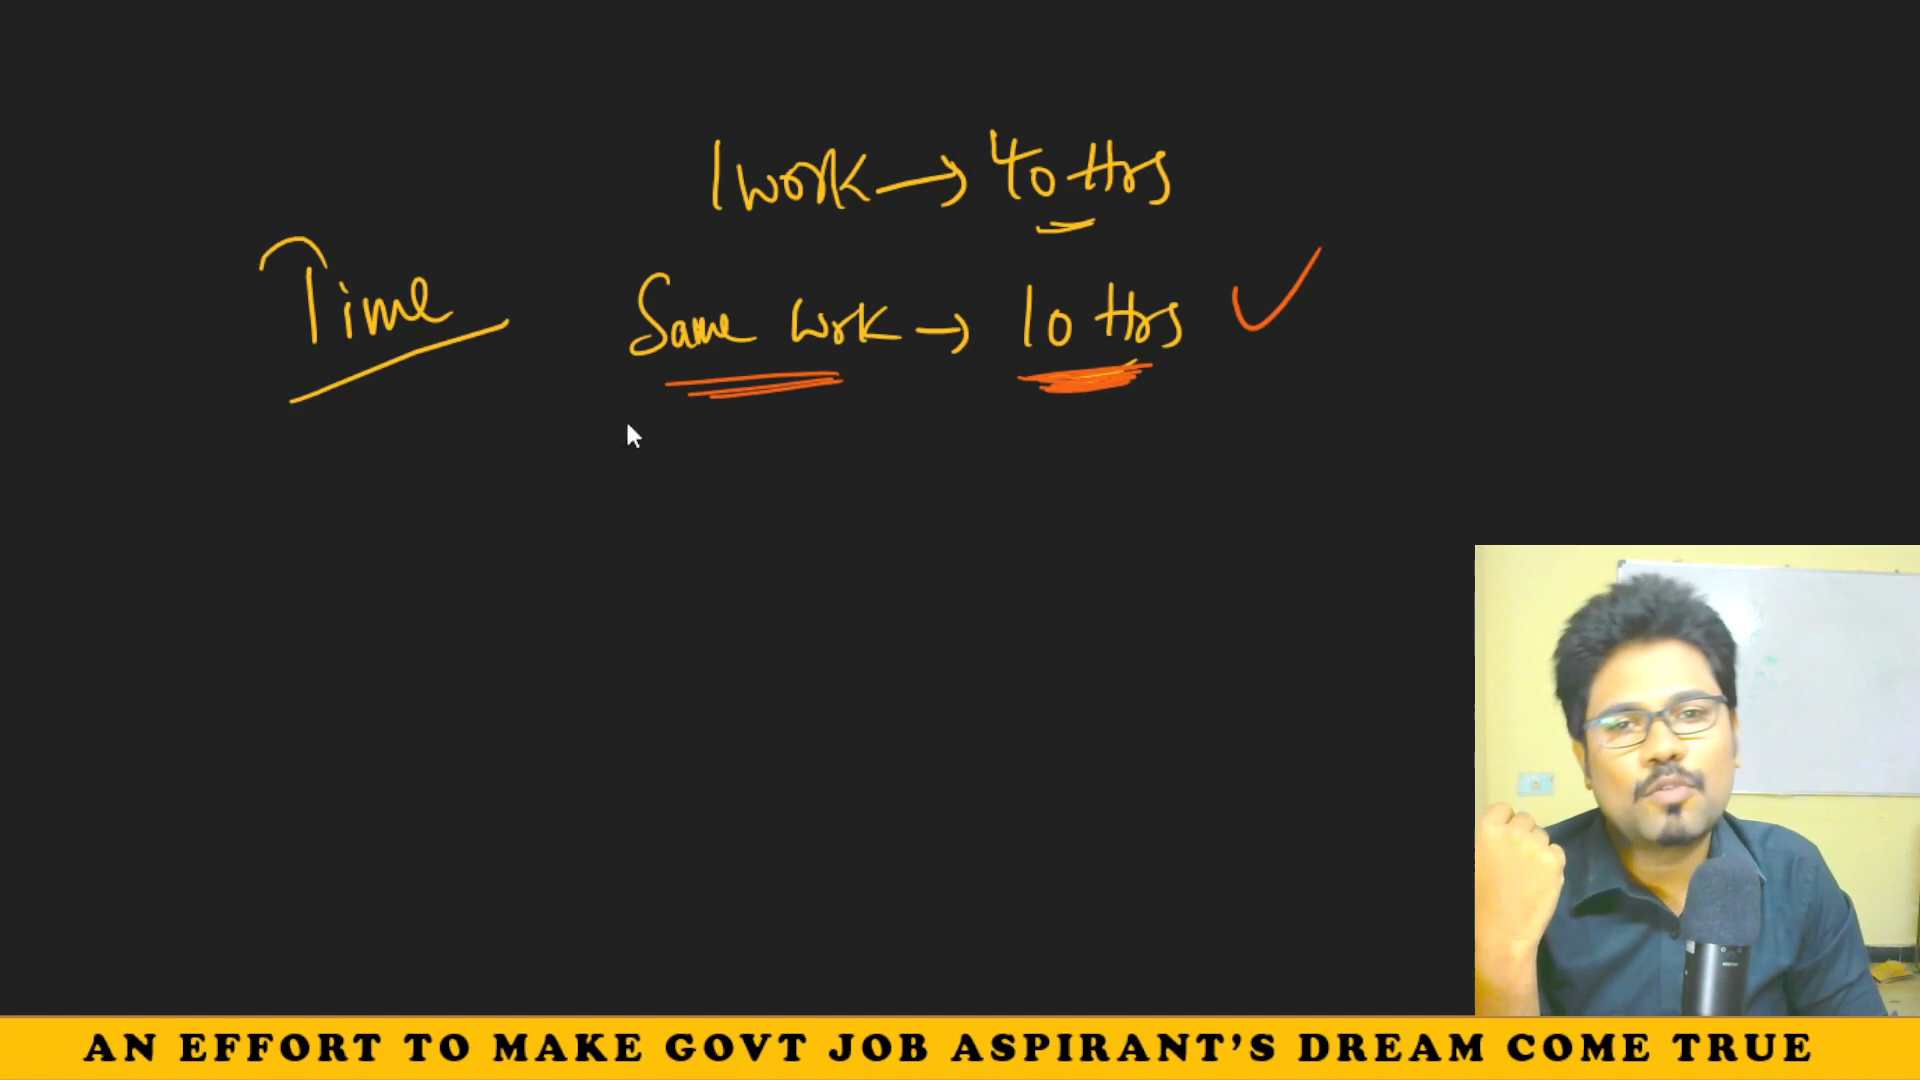 1 work → 40 Hrs
Time
Same work → 10 Hrs ✓
AN EFFORT TO MAKE GOVT JOB ASPIRANT'S DREAM COME TRUE